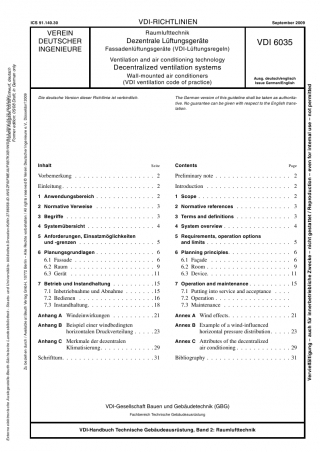 ICS 91.140.30
VDI-RICHTLINIEN
September 2009
VEREIN
DEUTSCHER
INGENIEURE
Raumlufttechnik
Dezentrale Lüftungsgeräte
Fassadenlüftungsgeräte (VDI-Lüftungsregeln)
Ventilation and air conditioning technology
Decentralized ventilation systems
Wall-mounted air conditioners
(VDI ventilation code of practice)
VDI 6035
Ausg. deutsch/englisch
Issue German/English
Die deutsche Version dieser Richtlinie ist verbindlich.
The German version of this guideline shall be taken as authorita-
tive. No guarantee can be given with respect to the English trans-
lation.
Inhalt Seite
Vorbemerkung . . . 2
Einleitung . . . 2
1 Anwendungsbereich . . . 2
2 Normative Verweise . . . 3
3 Begriffe . . . 3
4 Systemübersicht . . . 4
5 Anforderungen, Einsatzmöglichkeiten
und -grenzen . . . 5
6 Planungsgrundlagen . . . 6
6.1 Fassade . . . 6
6.2 Raum . . . 9
6.3 Gerät . . . 11
7 Betrieb und Instandhaltung . . . 15
7.1 Inbetriebnahme und Abnahme . . . 15
7.2 Bedienen . . . 16
7.3 Instandhaltung . . . 18
Anhang A Windeinwirkungen . . . 21
Anhang B Beispiel einer windbedingten
horizontalen Druckverteilung . . . 23
Anhang C Merkmale der dezentralen
Klimatisierung . . . 29
Schrifttum . . . 31
Contents Page
Preliminary note . . . 2
Introduction . . . 2
1 Scope . . . 2
2 Normative references . . . 3
3 Terms and definitions . . . 3
4 System overview . . . 4
5 Requirements, operation options
and limits . . . 5
6 Planning principles . . . 6
6.1 Façade . . . 6
6.2 Room . . . 9
6.3 Device . . . 11
7 Operation and maintenance . . . 15
7.1 Putting into service and acceptance . . . 15
7.2 Operation . . . 16
7.3 Maintenance . . . 18
Annex A Wind effects . . . 21
Annex B Example of a wind-influenced
horizontal pressure distribution . . . 23
Annex C Attributes of the decentralized
air conditioning . . . 29
Bibliography . . . 31
VDI-Gesellschaft Bauen und Gebäudetechnik (GBG)
Fachbereich Technische Gebäudeausrüstung
VDI-Handbuch Technische Gebäudeausrüstung, Band 2: Raumlufttechnik
Vervielfältigung – auch für innerbetriebliche Zwecke – nicht gestattet / Reproduction – even for internal use – not permitted